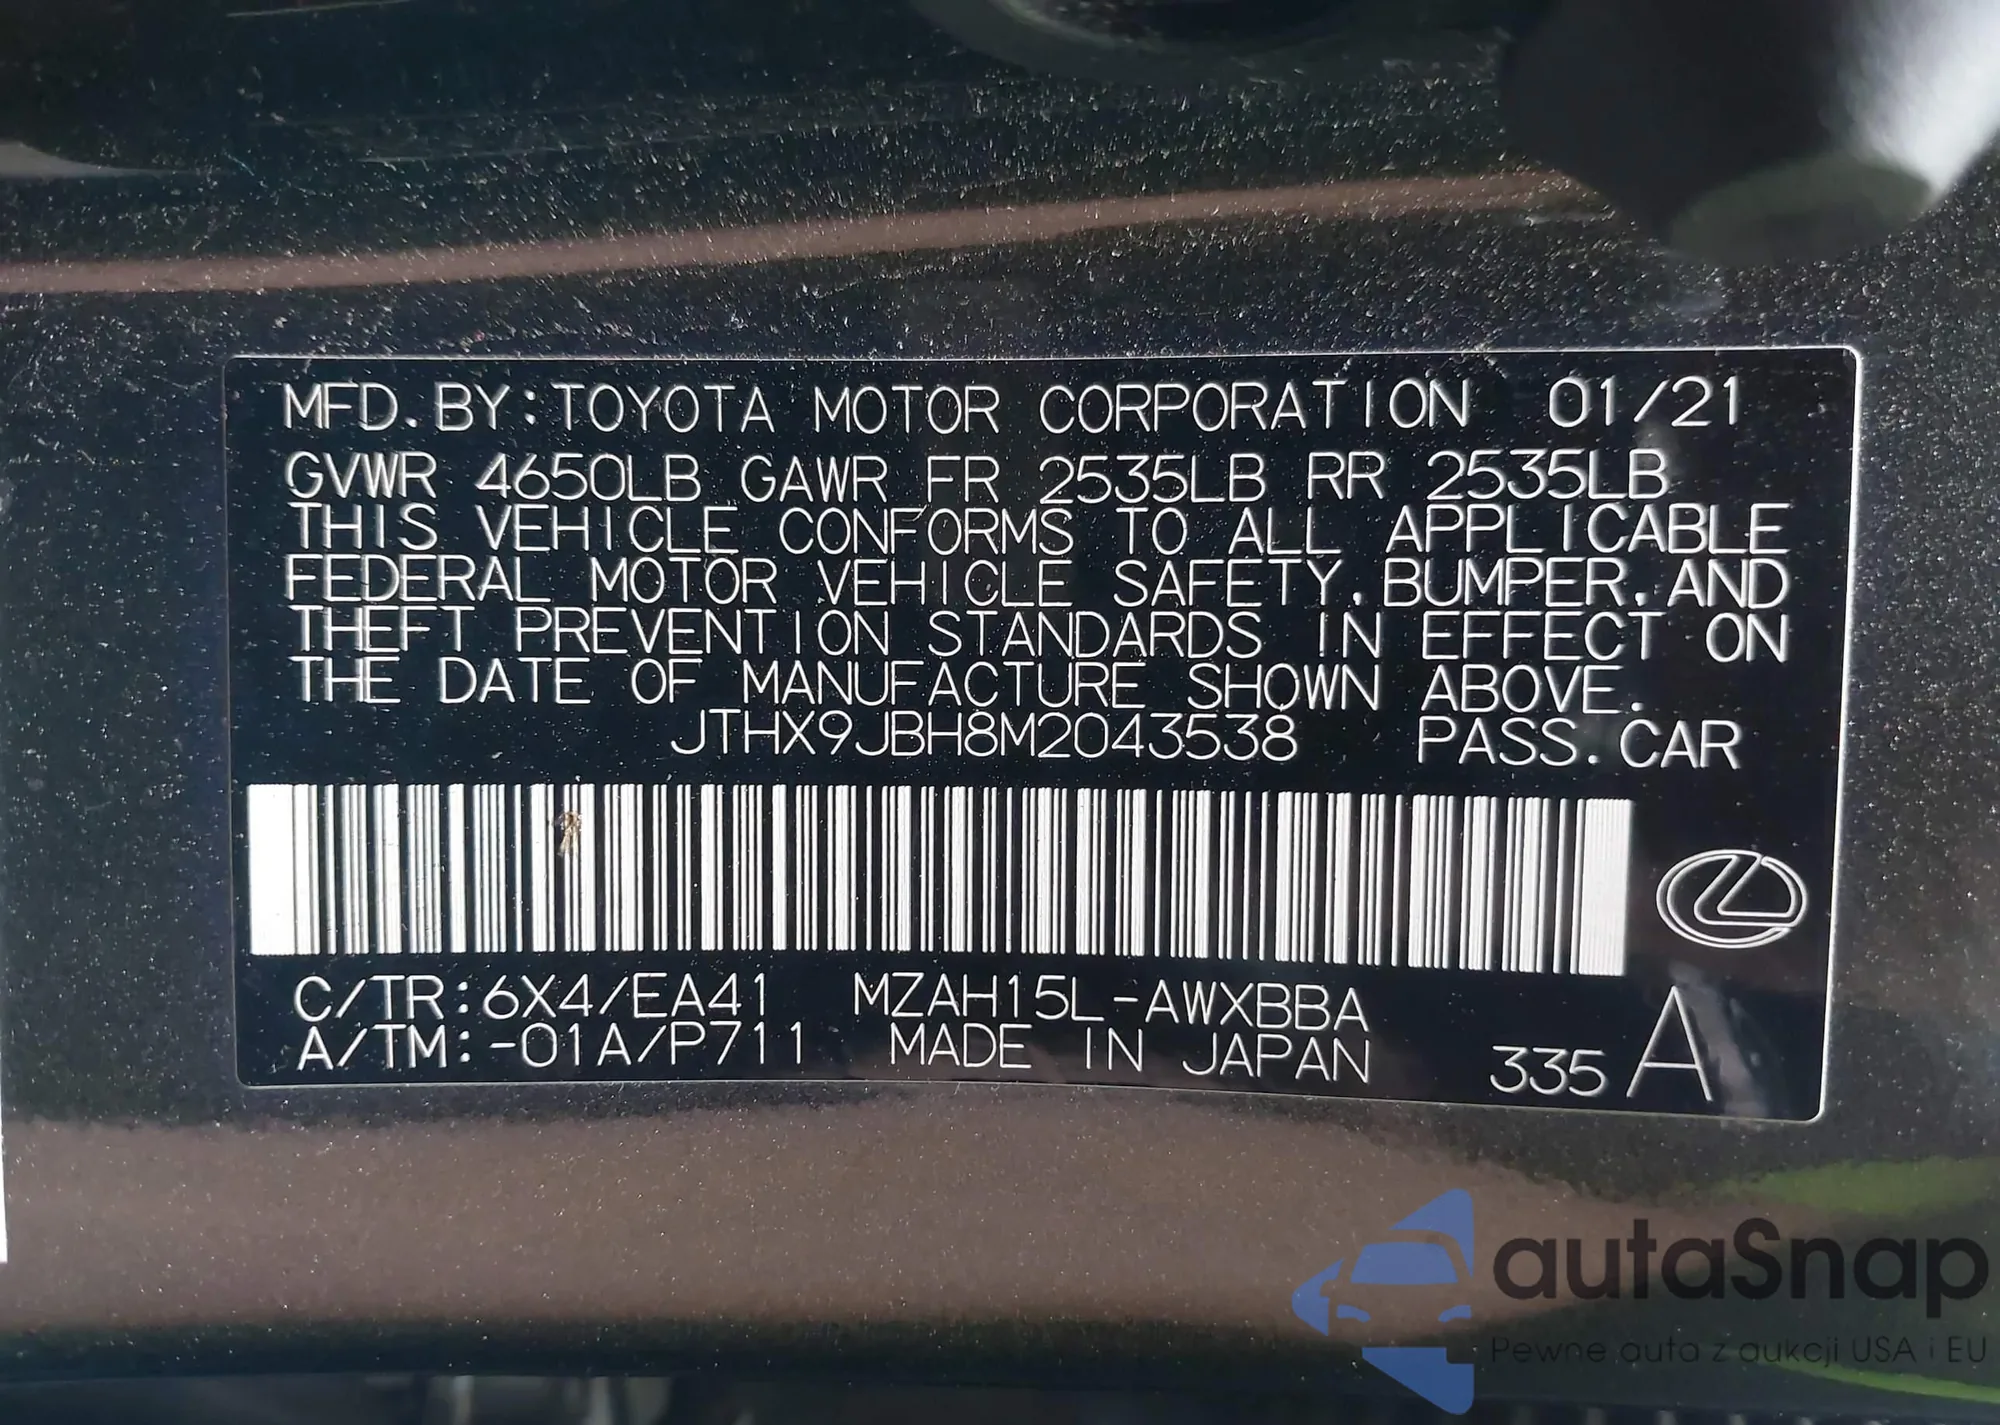 MFD. BY: TOYOTA MOTOR CORPORATION 01/21
GVWR 4650LB GAWR FR 2535LB RR 2535LB
THIS VEHICLE CONFORMS TO ALL APPLICABLE
FEDERAL MOTOR VEHICLE SAFETY, BUMPER, AND
THEFT PREVENTION STANDARDS IN EFFECT ON
THE DATE OF MANUFACTURE SHOWN ABOVE.
JTHX9JBH8M2043538 PASS. CAR
C/TR: 6X4/EA41 MZAH15L-AWXBBA
A/TM: -01A/P711 MADE IN JAPAN 335 A
autaSnap
Pewne auta z aukcji USA i EU